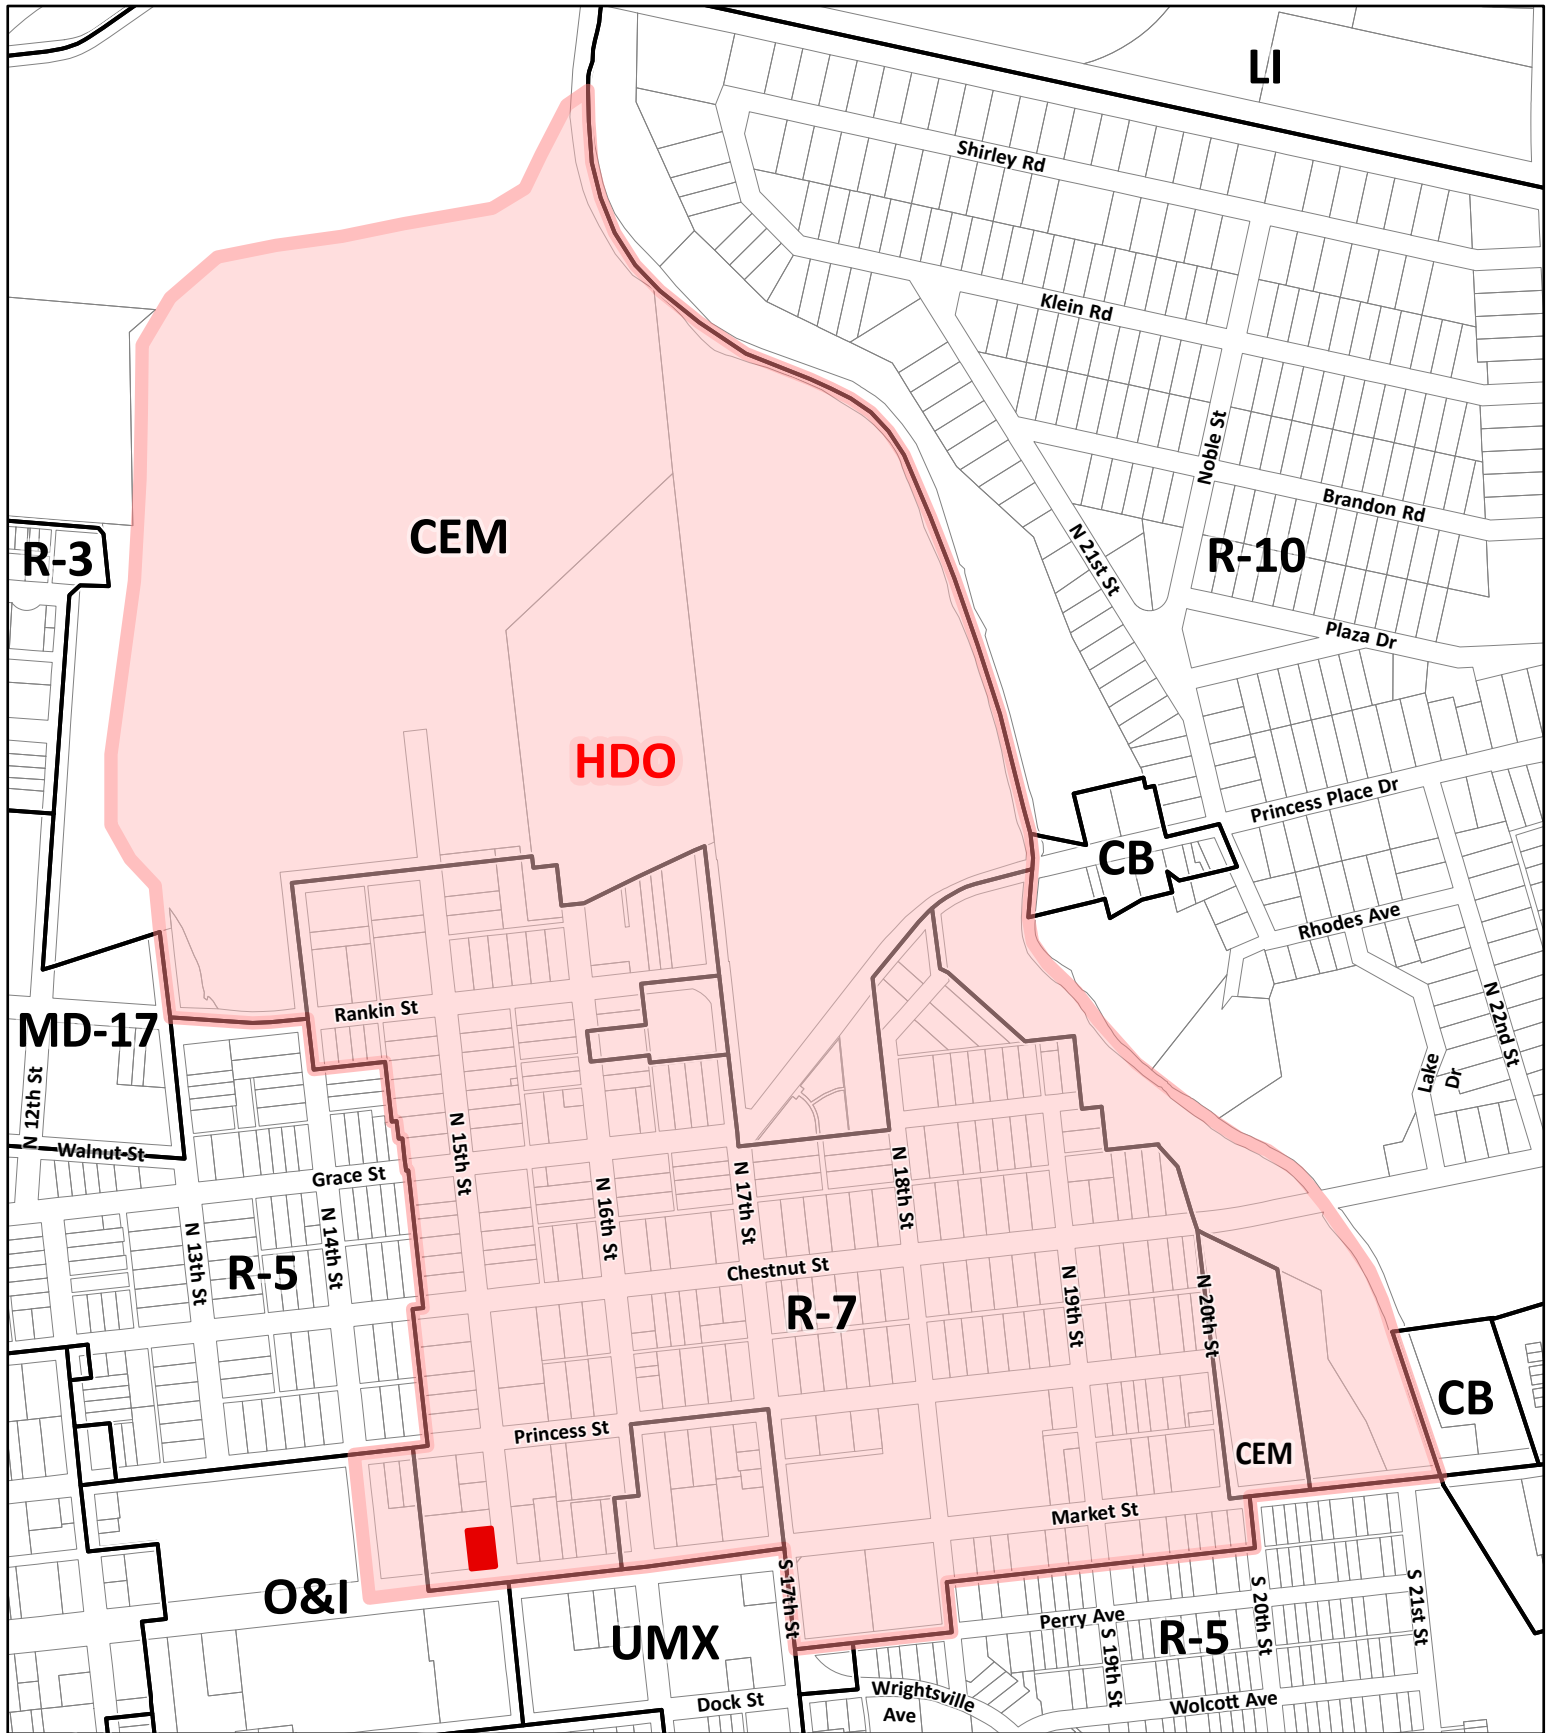 LI
Shirley Rd
Klein Rd
Noble St
Brandon Rd
CEM
R-3
N 21st St
R-10
Plaza Dr
HDO
Princess Place Dr
CB
Rhodes Ave
Rankin St
MD-17
N 22nd St
Lake
Dr
N 12th St
Walnut St
Grace St
N 15th St
N 16th St
N 17th St
N 18th St
N 13th St
N 14th St
R-5
Chestnut St
R-7
N 19th St
N 20th St
CB
Princess St
CEM
Market St
O&I
UMX
S 17th St
Perry Ave
S 19th St
R-5
S 20th St
S 21st St
Dock St
Wrightsville
Ave
Wolcott Ave